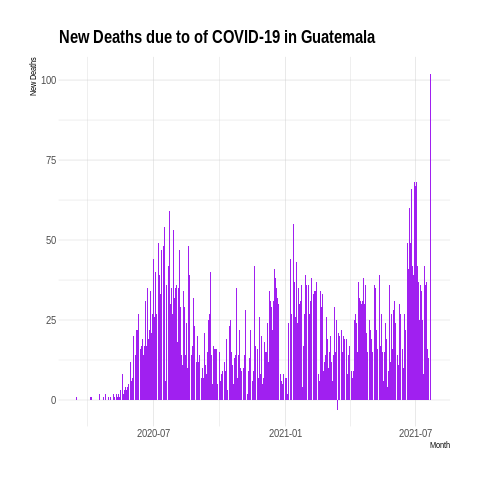 New Deaths due to of COVID-19 in Guatemala
New Deaths
100
75
50
25
0
2020-07
2021-01
2021-07
Month